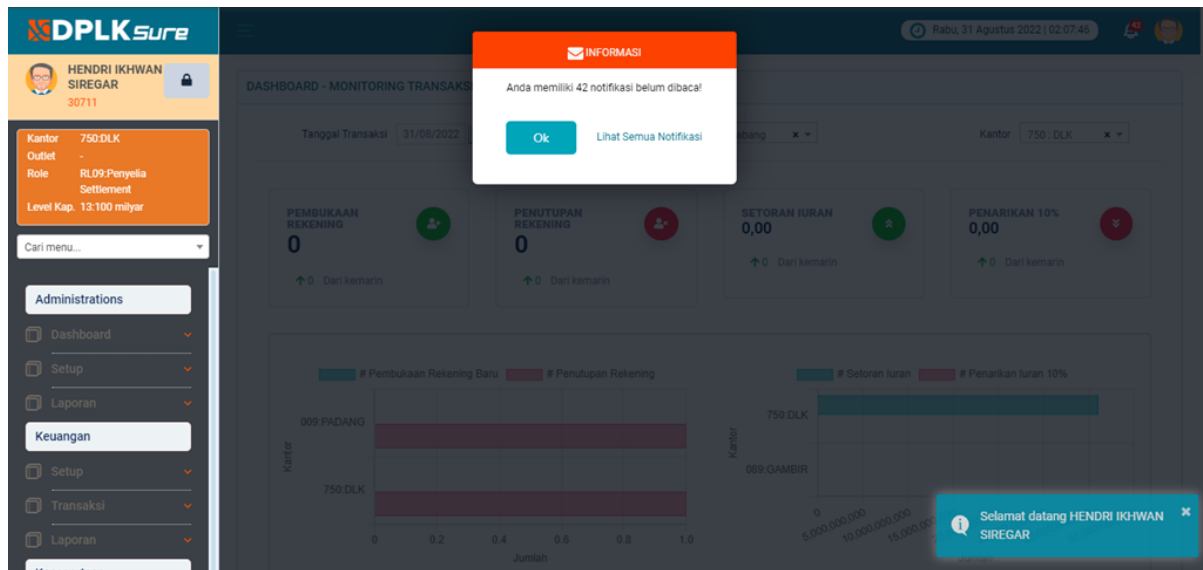 DPLKSure
HENDRI IKHWAN
SIREGAR
30711
Kantor 750:DLK
Outlet -
Role RL09:Penyelia
Settlement
Level Kap. 13:100 milyar
Cari menu...
Administrations
Dashboard
Setup
Laporan
Keuangan
Setup
Transaksi
Laporan
Rabu, 31 Agustus 2022 | 02:07:46
42
INFORMASI
Anda memiliki 42 notifikasi belum dibaca!
Ok Lihat Semua Notifikasi
DASHBOARD - MONITORING TRANSAKSI
Tanggal Transaksi 31/08/2022
abang
Kantor 750 : DLK
PEMBUKAAN
REKENING
0
0 Dari kemarin
PENUTUPAN
REKENING
0
0 Dari kemarin
SETORAN IURAN
0,00
0 Dari kemarin
PENARIKAN 10%
0,00
0 Dari kemarin
# Pembukaan Rekening Baru # Penutupan Rekening
009:PADANG
750:DLK
Kantor
0 0.2 0.4 0.6 0.8 1.0
Jumlah
# Setoran iuran # Penarikan Iuran 10%
750:DLK
089:GAMBIR
Kantor
0 5,000,000,000 10,000,000,000
Selamat datang HENDRI IKHWAN
SIREGAR